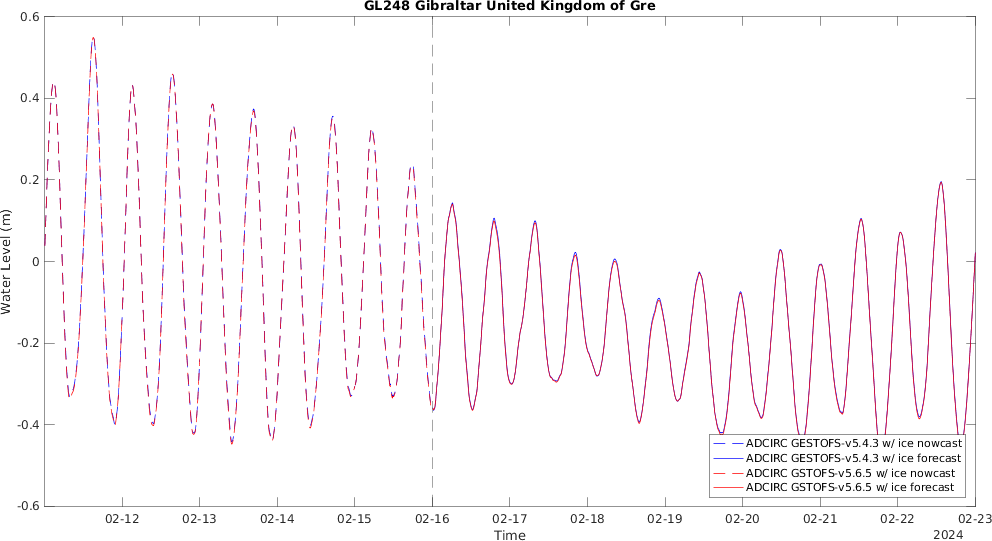 GL248 Gibraltar United Kingdom of Gre
0.6
0.4
0.2
0
-0.2
-0.4
-0.6
Water Level (m)
ADCIRC GESTOFS-v5.4.3 w/ ice nowcast
ADCIRC GESTOFS-v5.4.3 w/ ice forecast
ADCIRC GSTOFS-v5.6.5 w/ ice nowcast
ADCIRC GSTOFS-v5.6.5 w/ ice forecast
02-12 02-13 02-14 02-15 02-16 02-17 02-18 02-19 02-20 02-21 02-22 02-23
Time
2024